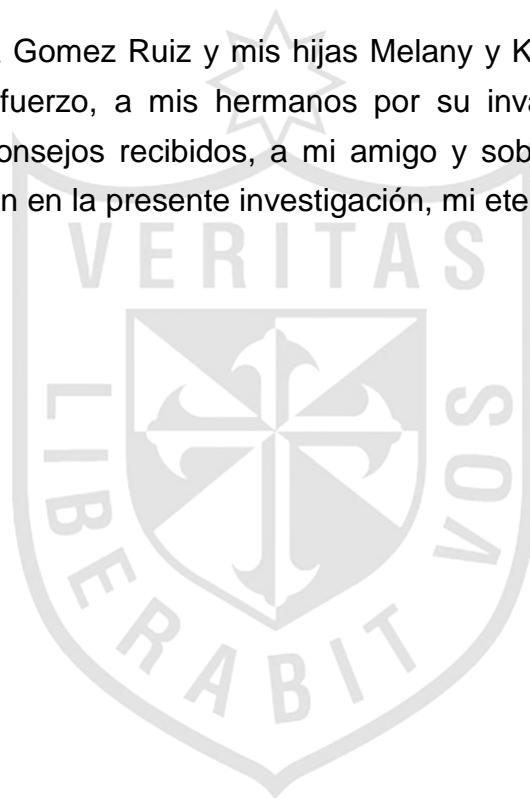 Gomez Ruiz y mis hijas Melany y K
fuerzo, a mis hermanos por su inva
onsejos recibidos, a mi amigo y sob
n en la presente investigación, mi ete
VERITAS
LIBERABIT
VOS